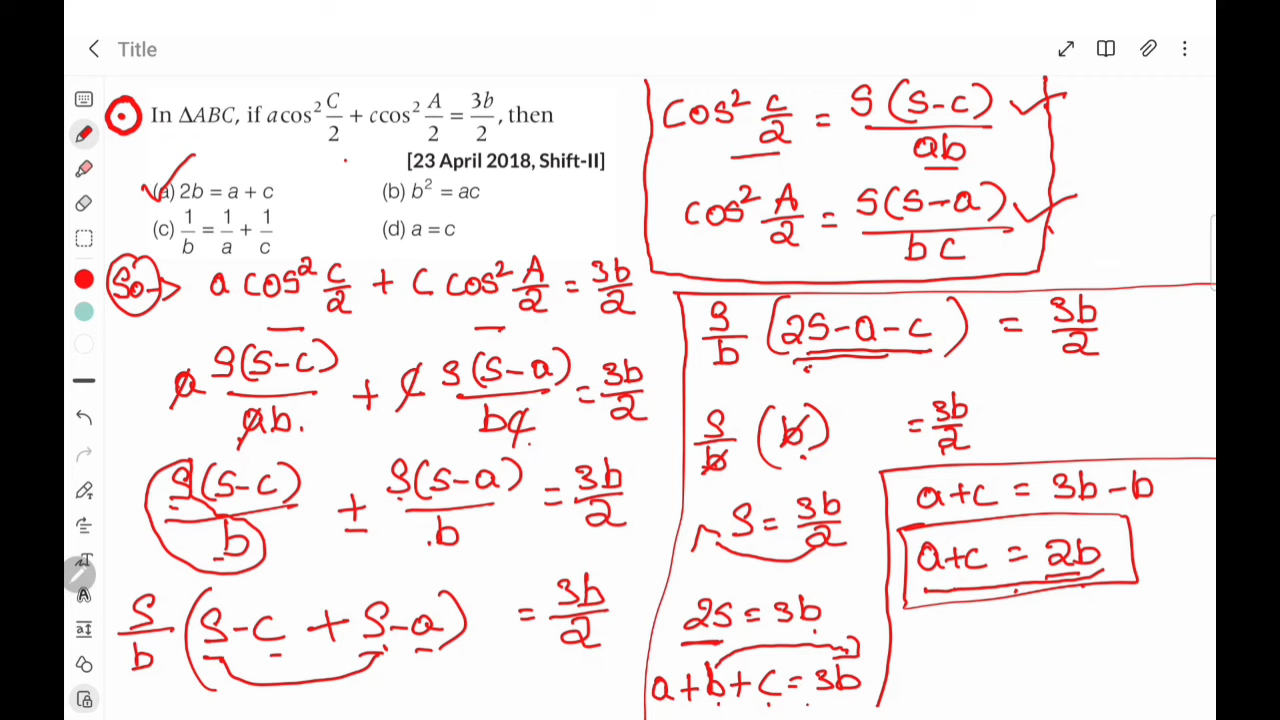 Title
In ΔABC, if a cos² C/2 + c cos² A/2 = 3b/2, then
[23 April 2018, Shift-II]
(a) 2b = a + c
(b) b² = ac
(c) 1/b = 1/a + 1/c
(d) a = c
So → a cos² C/2 + C cos² A/2 = 3b/2
a S(S-c)/ab + c S(S-a)/bc = 3b/2
S(S-c)/b + S(S-a)/b = 3b/2
S/b (S-c + S-a) = 3b/2
Cos² C/2 = S(S-c)/ab
Cos² A/2 = S(S-a)/bc
S/b (2S-a-c) = 3b/2
S/b (b) = 3b/2
S = 3b/2
2S = 3b
a+b+c = 3b
a+c = 3b-b
a+c = 2b